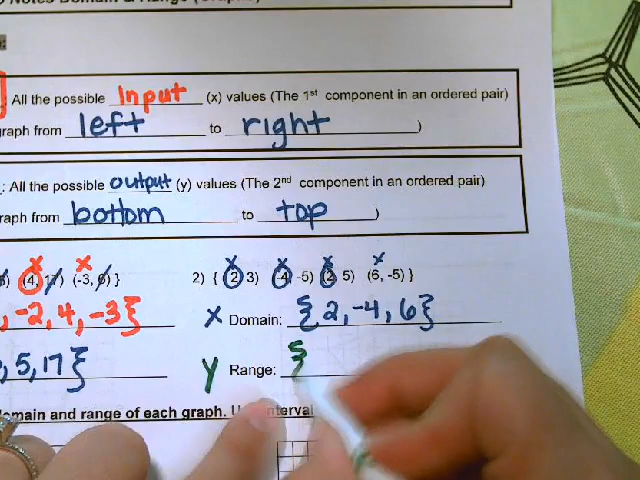 Notes Domain & Range (Graphs)
: All the possible Input (x) values (The 1st component in an ordered pair)
graph from left to right )
: All the possible output (y) values (The 2nd component in an ordered pair)
raph from bottom to top )
(4, 17) (-3, 6) } 2) { (2, 3) (-4, -5) (2, 5) (6, -5) }
, -2, 4, -3} x Domain: {2, -4, 6}
, 5, 17} y Range: {
domain and range of each graph. interval